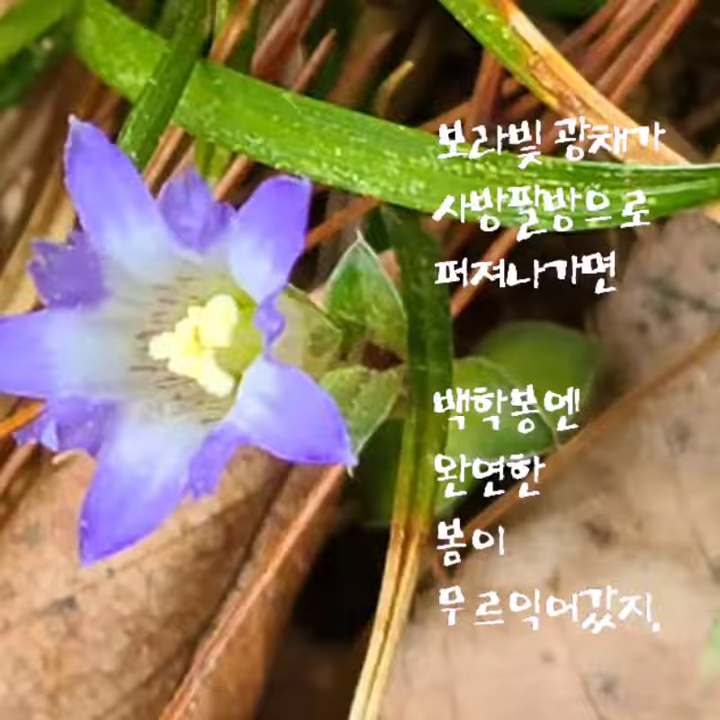 보라빛 광채가
사방팔방으로
퍼져나가면
백학봉엔
완연한
봄이
무르익어갔지.